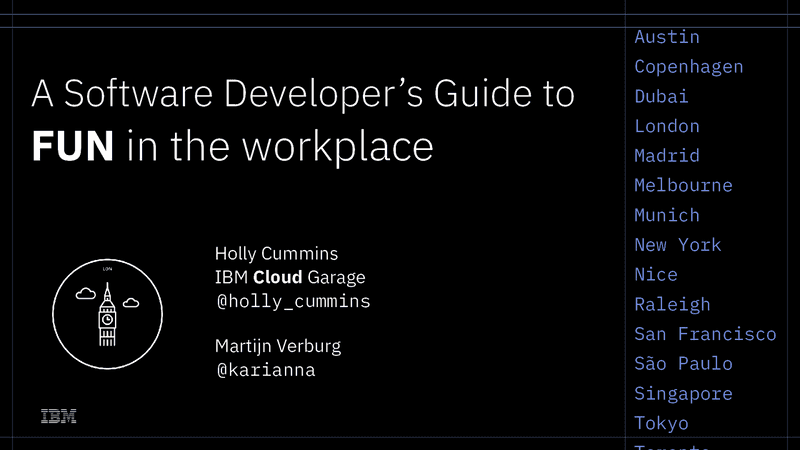 A Software Developer’s Guide to
FUN in the workplace
LON
Holly Cummins
IBM Cloud Garage
@holly_cummins
Martijn Verburg
@karianna
IBM
Austin
Copenhagen
Dubai
London
Madrid
Melbourne
Munich
New York
Nice
Raleigh
San Francisco
São Paulo
Singapore
Tokyo